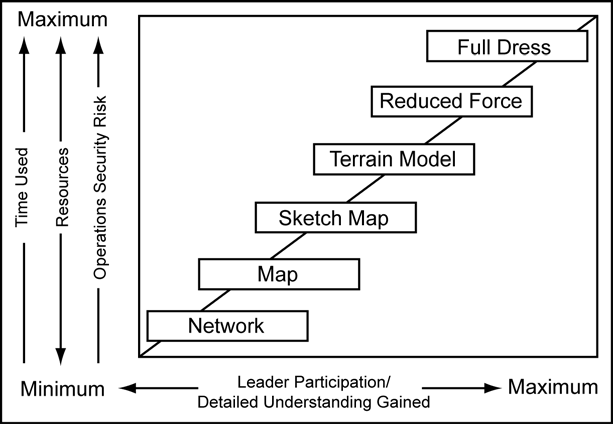 Maximum
Time Used
Resources
Operations Security Risk
Full Dress
Reduced Force
Terrain Model
Sketch Map
Map
Network
Minimum
Leader Participation/
Detailed Understanding Gained
Maximum